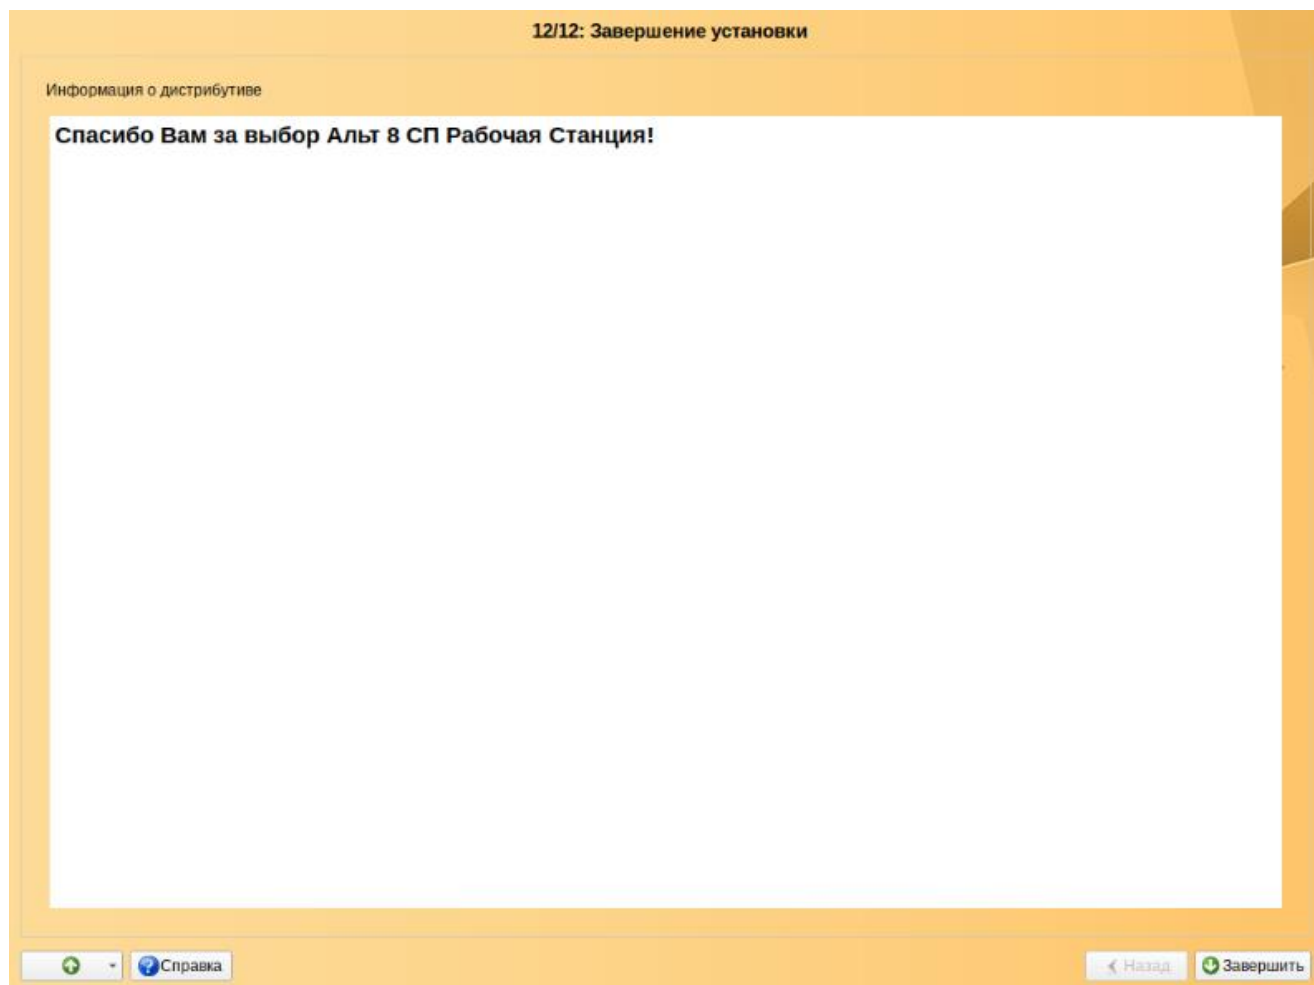 12/12: Завершение установки
Информация о дистрибутиве
Спасибо Вам за выбор Альт 8 СП Рабочая Станция!
Справка
Назад
Завершить